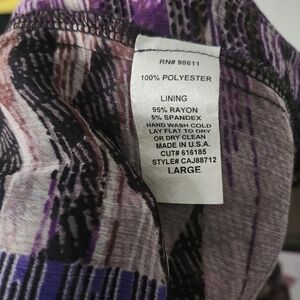 RN# 98611
100% POLYESTER
LINING
95% RAYON
5% SPANDEX
HAND WASH COLD
LAY FLAT TO DRY
OR DRY CLEAN
MADE IN U.S.A.
CUT# 616185
STYLE# CAJ88712
LARGE